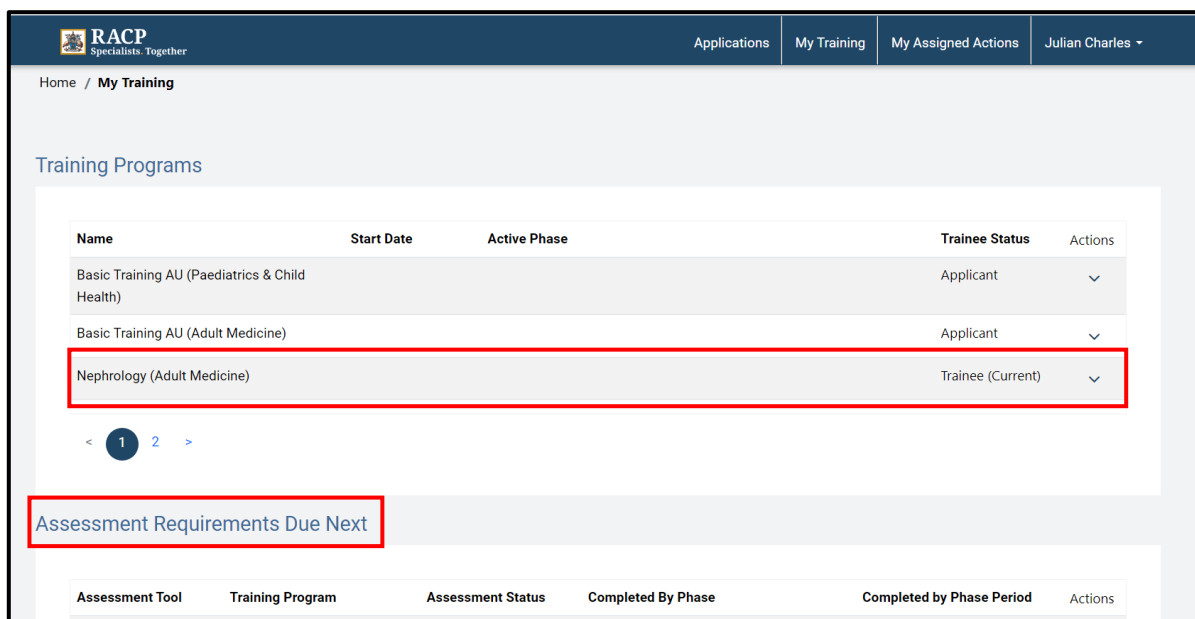 RACP
Specialists. Together
Applications My Training My Assigned Actions Julian Charles
Home / My Training
Training Programs
Name Start Date Active Phase Trainee Status Actions
Basic Training AU (Paediatrics & Child Health) Applicant
Basic Training AU (Adult Medicine) Applicant
Nephrology (Adult Medicine) Trainee (Current)
< 1 2 >
Assessment Requirements Due Next
Assessment Tool Training Program Assessment Status Completed By Phase Completed by Phase Period Actions